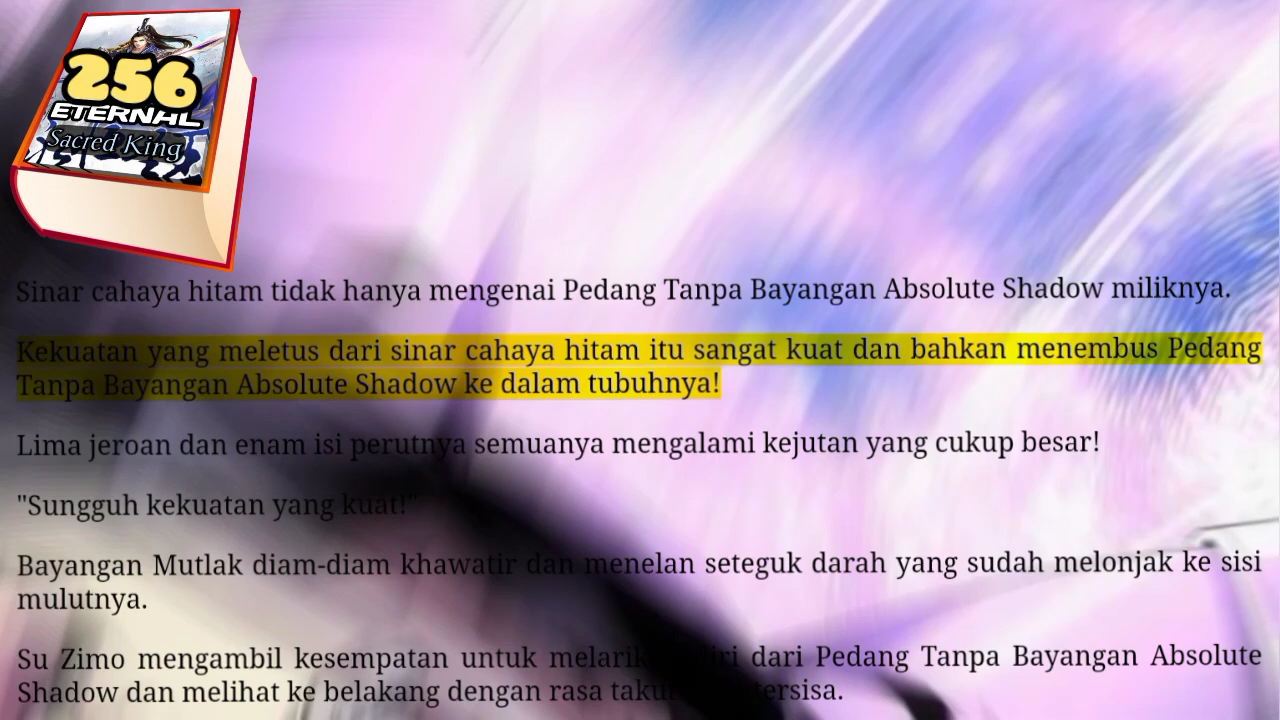 256
ETERNAL
Sacred King
Sinar cahaya hitam tidak hanya mengenai Pedang Tanpa Bayangan Absolute Shadow miliknya.
Kekuatan yang meletus dari sinar cahaya hitam itu sangat kuat dan bahkan menembus Pedang
Tanpa Bayangan Absolute Shadow ke dalam tubuhnya!
Lima jeroan dan enam isi perutnya semuanya mengalami kejutan yang cukup besar!
"Sungguh kekuatan yang kuat!"
Bayangan Mutlak diam-diam khawatir dan menelan seteguk darah yang sudah melonjak ke sisi
mulutnya.
Su Zimo mengambil kesempatan untuk melarikan diri dari Pedang Tanpa Bayangan Absolute
Shadow dan melihat ke belakang dengan rasa takut tersisa.